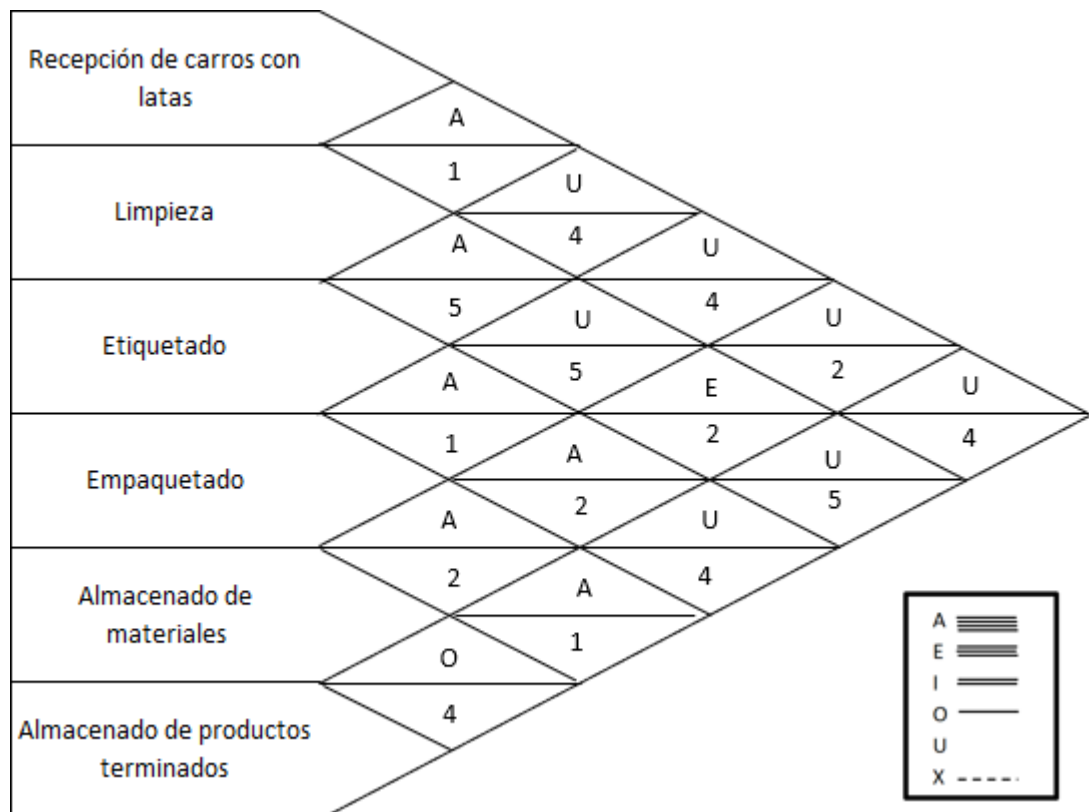 Recepción de carros con
latas
A
1
U
Limpieza
4
A
U
5
U
4
U
Etiquetado
5
E
2
A
U
1
A
2
4
Empaquetado
2
U
5
A
U
2
A
4
Almacenado de
materiales
1
O
4
Almacenado de productos
terminados
A
E
I
O
U
X